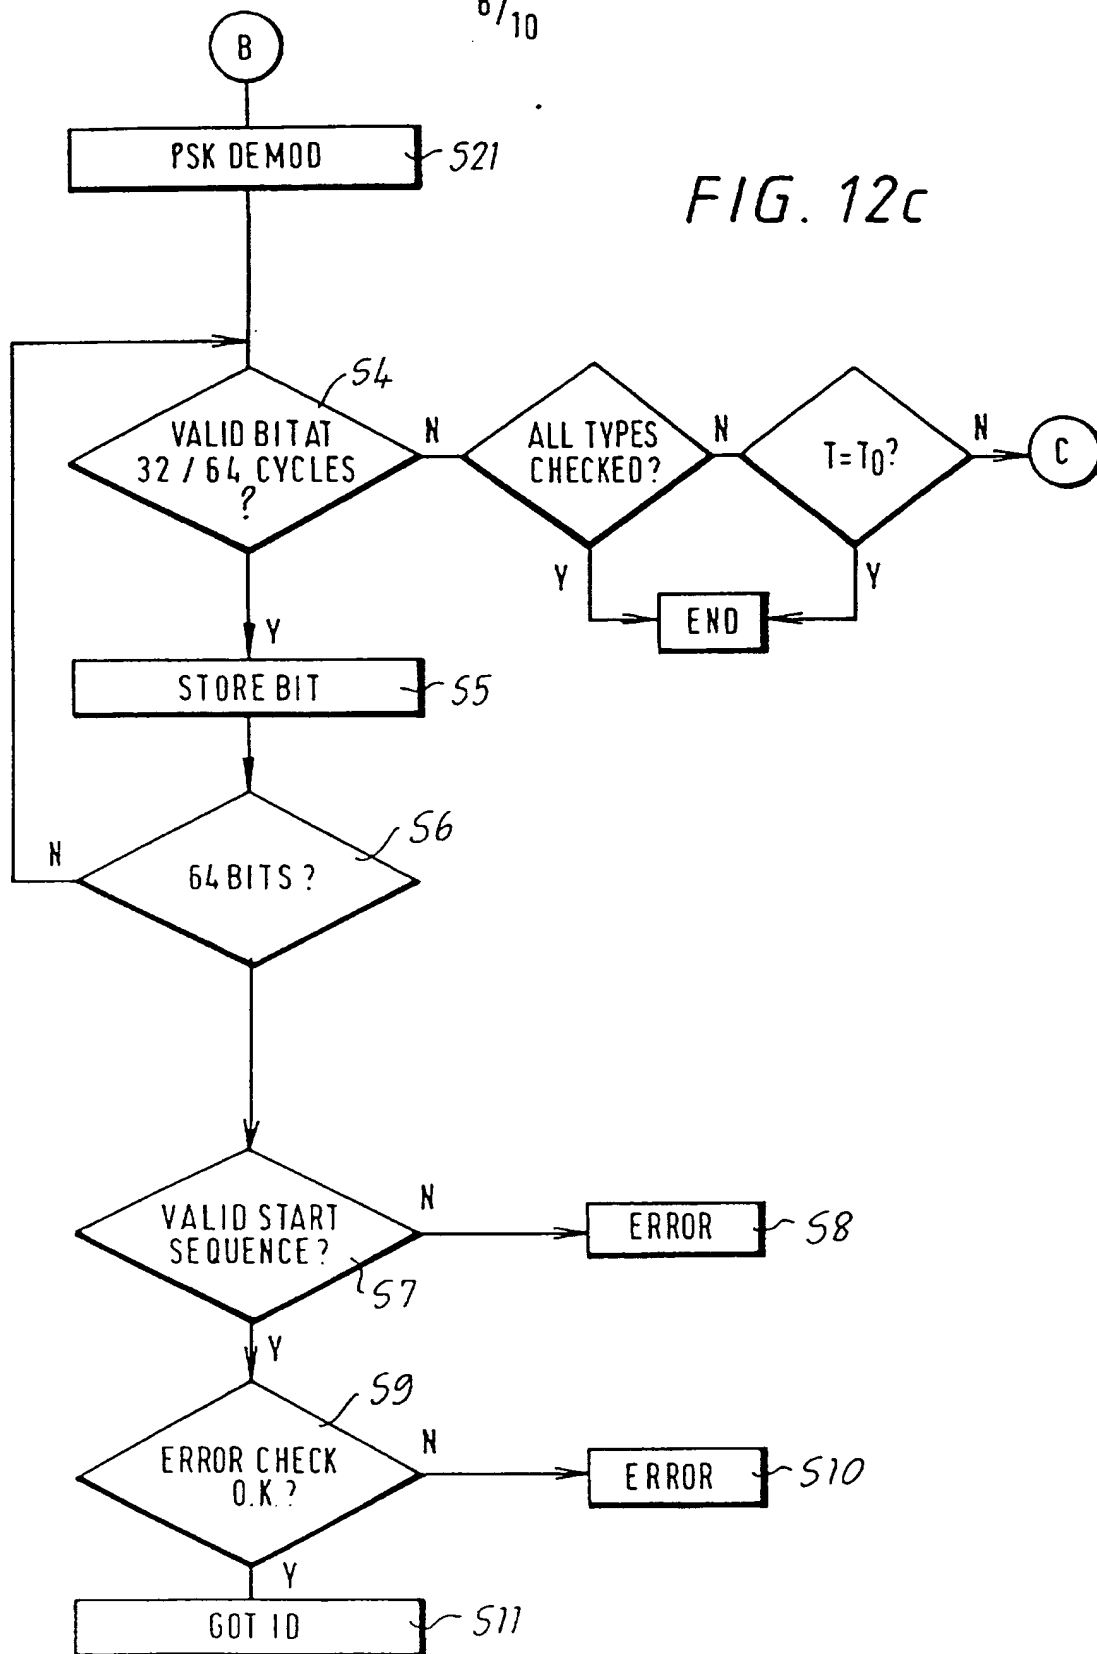 6/10
B
PSK DEMOD
S21
FIG. 12c
S4
VALID BIT AT
32 / 64 CYCLES
?
N
ALL TYPES
CHECKED?
N
T=T0?
N
C
Y
Y
END
Y
STORE BIT
S5
S6
N
64 BITS ?
VALID START
SEQUENCE?
N
ERROR
S8
S7
Y
S9
ERROR CHECK
O.K.?
N
ERROR
S10
Y
GOT ID
S11